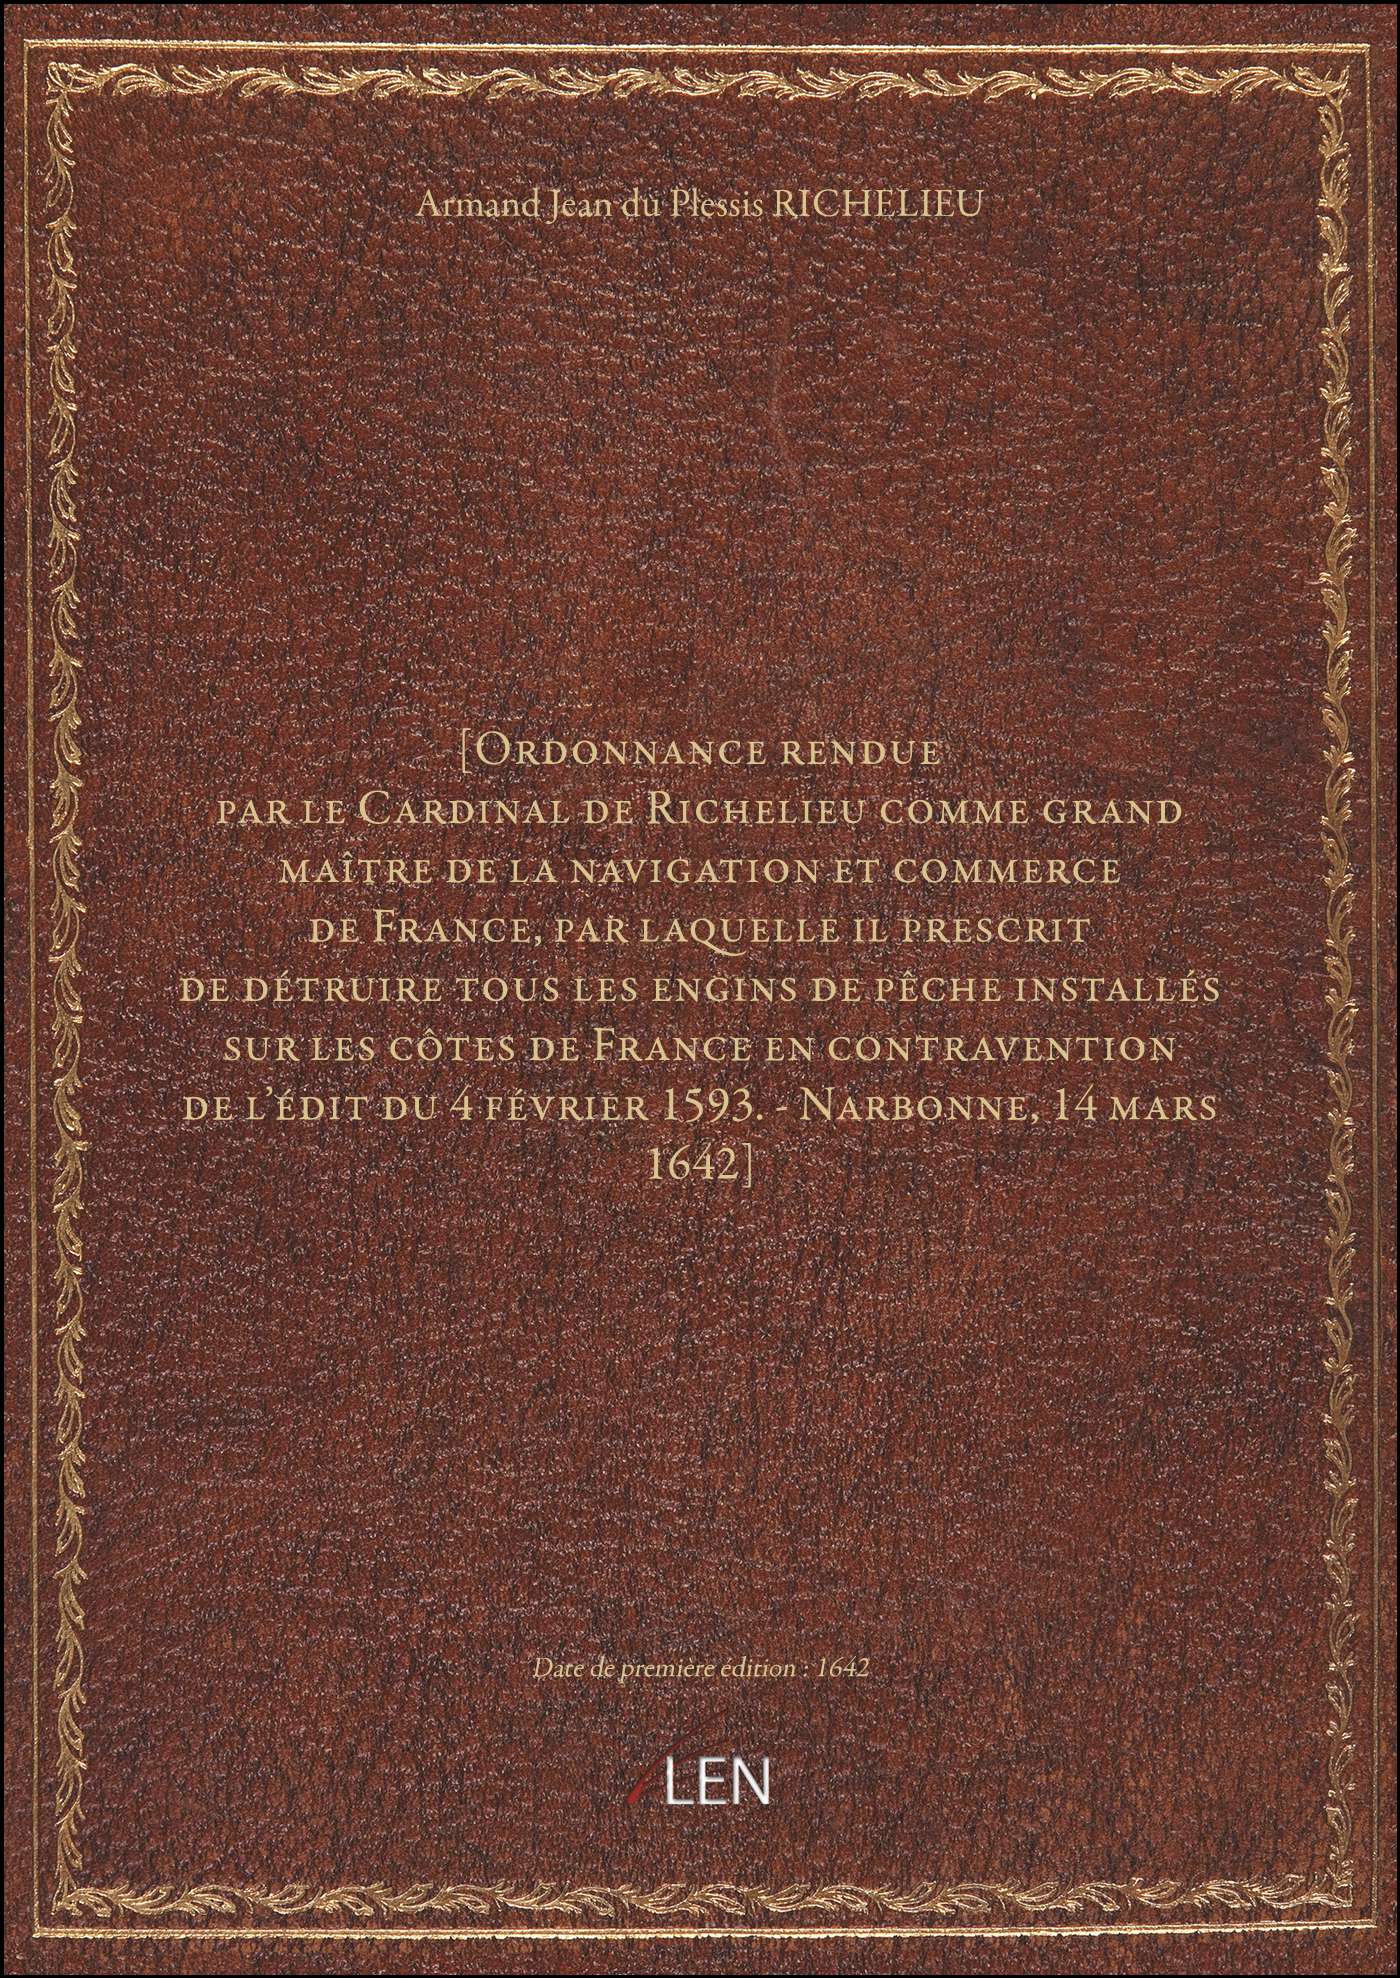 Armand Jean du Plessis RICHELIEU
[Ordonnance rendue
par le Cardinal de Richelieu comme grand
maître de la navigation et commerce
de France, par laquelle il prescrit
de détruire tous les engins de pêche installés
sur les côtes de France en contravention
de l'édit du 4 février 1593. - Narbonne, 14 mars
1642]
Date de première édition : 1642
LEN